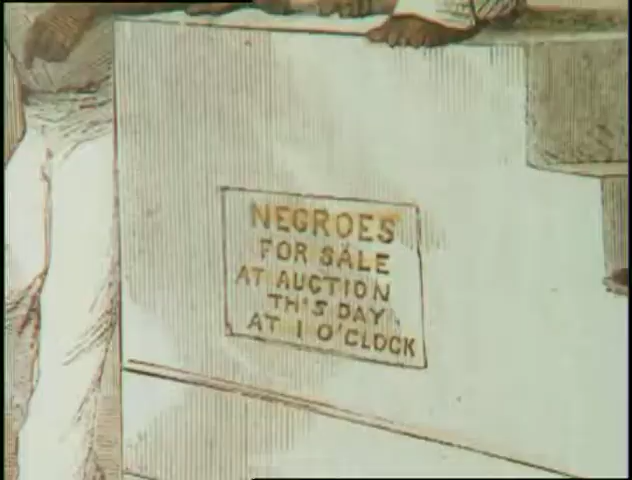 NEGROES
FOR SALE
AT AUCTION
TH'S DAY
AT 1 O'CLOCK